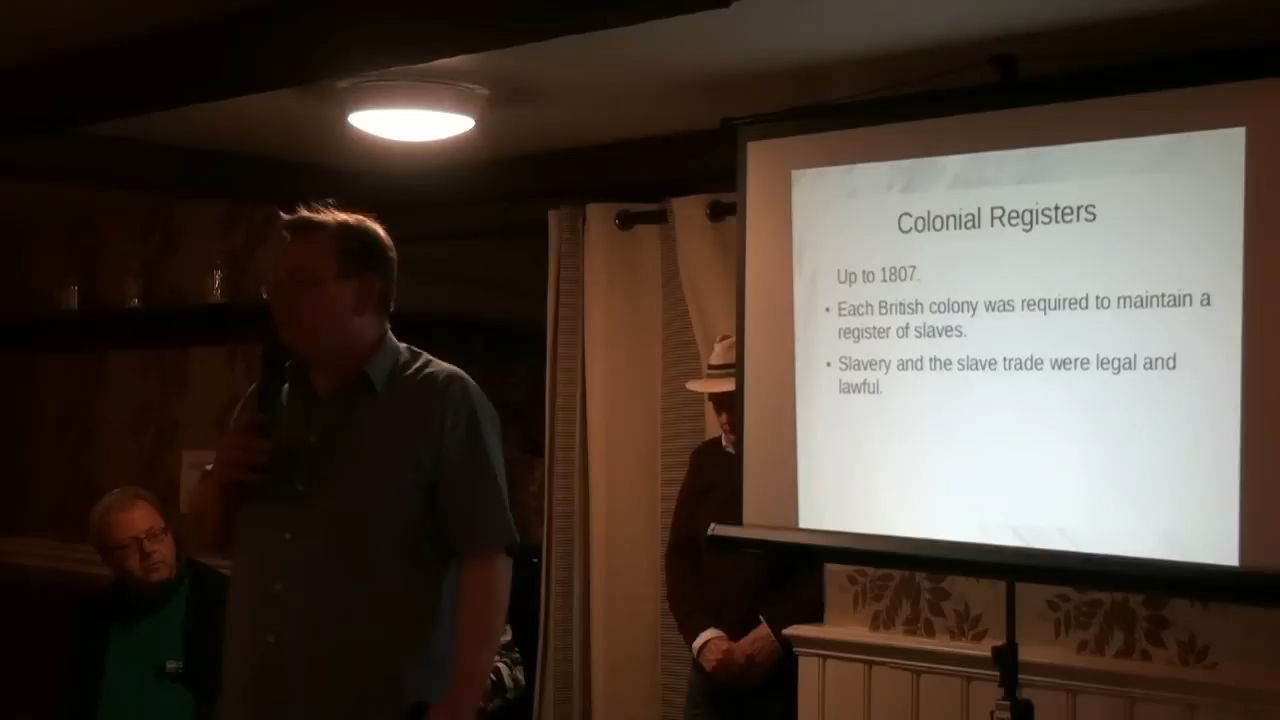 Colonial Registers
Up to 1807.
• Each British colony was required to maintain a
register of slaves.
• Slavery and the slave trade were legal and
lawful.